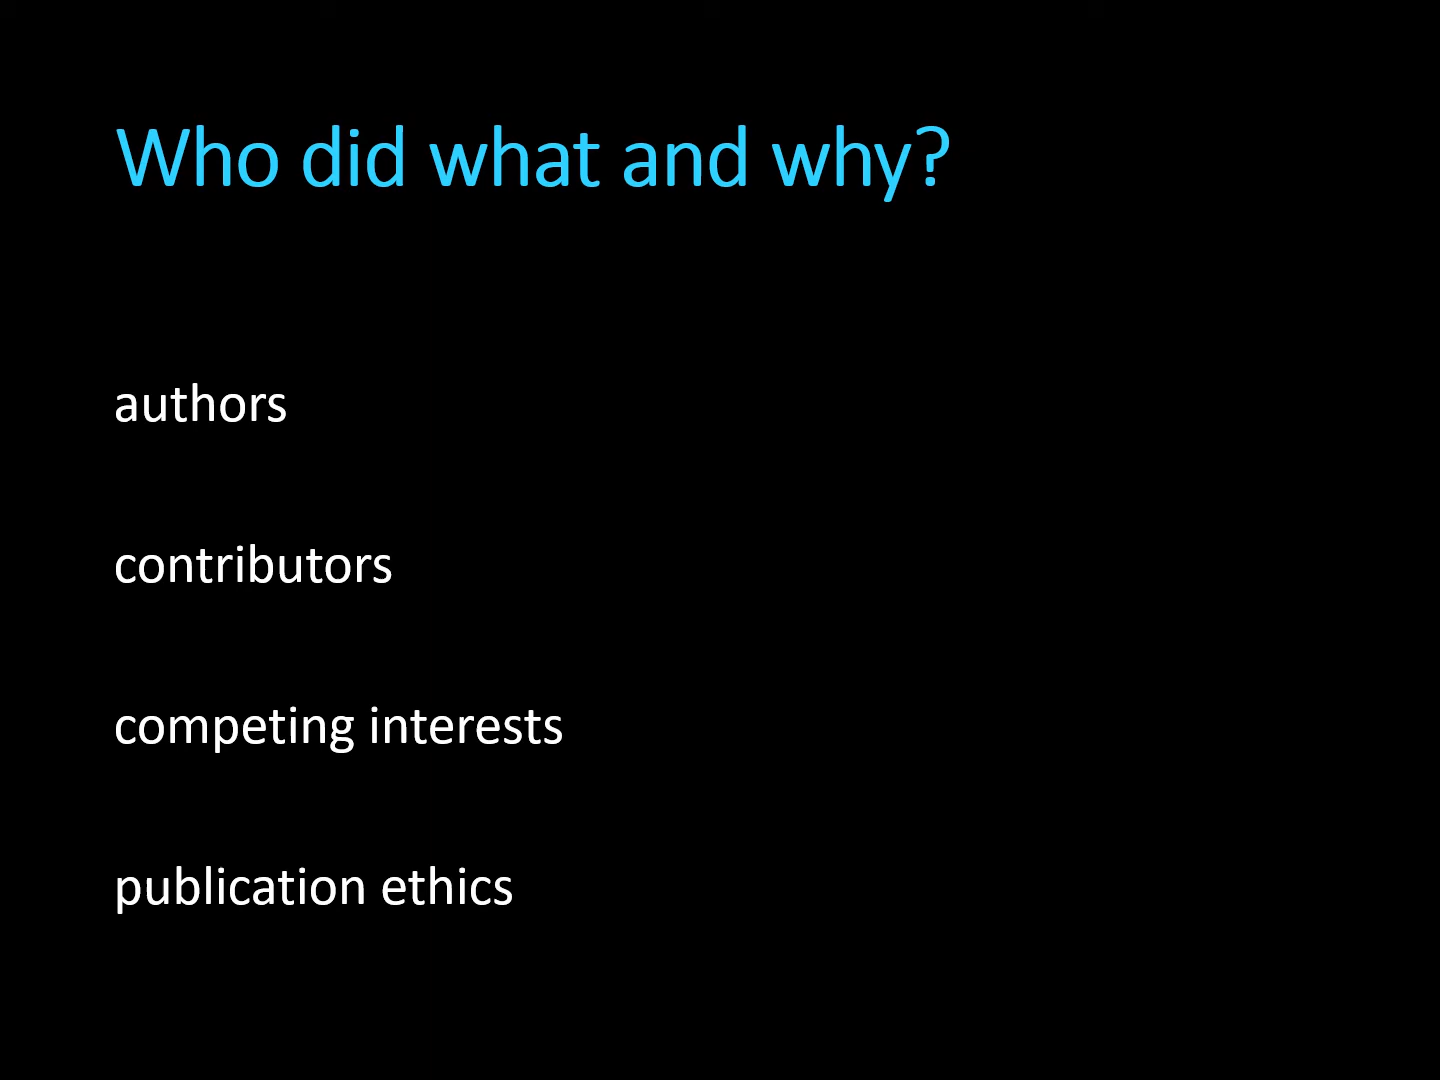 Who did what and why?
authors
contributors
competing interests
publication ethics